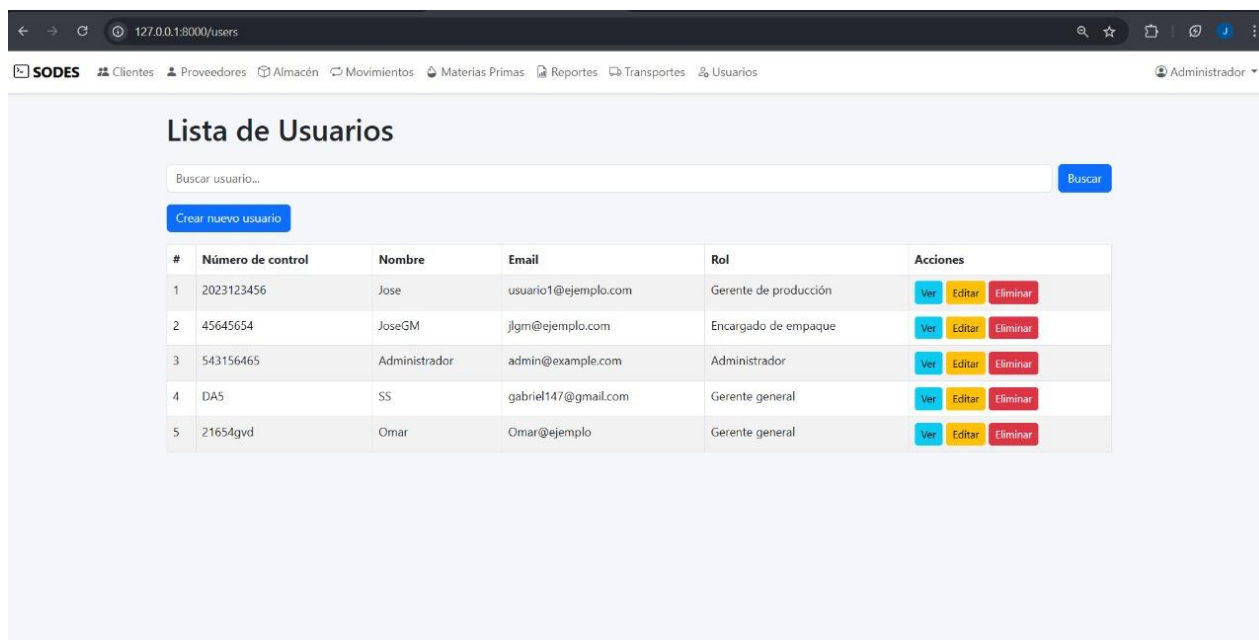 127.0.0.1:8000/users
J
SODES Clientes Proveedores Almacén Movimientos Materias Primas Reportes Transportes Usuarios Administrador
Lista de Usuarios
Buscar usuario... Buscar
Crear nuevo usuario
# Número de control Nombre Email Rol Acciones
1 2023123456 Jose usuario1@ejemplo.com Gerente de producción Ver Editar Eliminar
2 45645654 JoseGM jlgm@ejemplo.com Encargado de empaque Ver Editar Eliminar
3 543156465 Administrador admin@example.com Administrador Ver Editar Eliminar
4 DA5 SS gabriel147@gmail.com Gerente general Ver Editar Eliminar
5 21654gvd Omar Omar@ejemplo Gerente general Ver Editar Eliminar